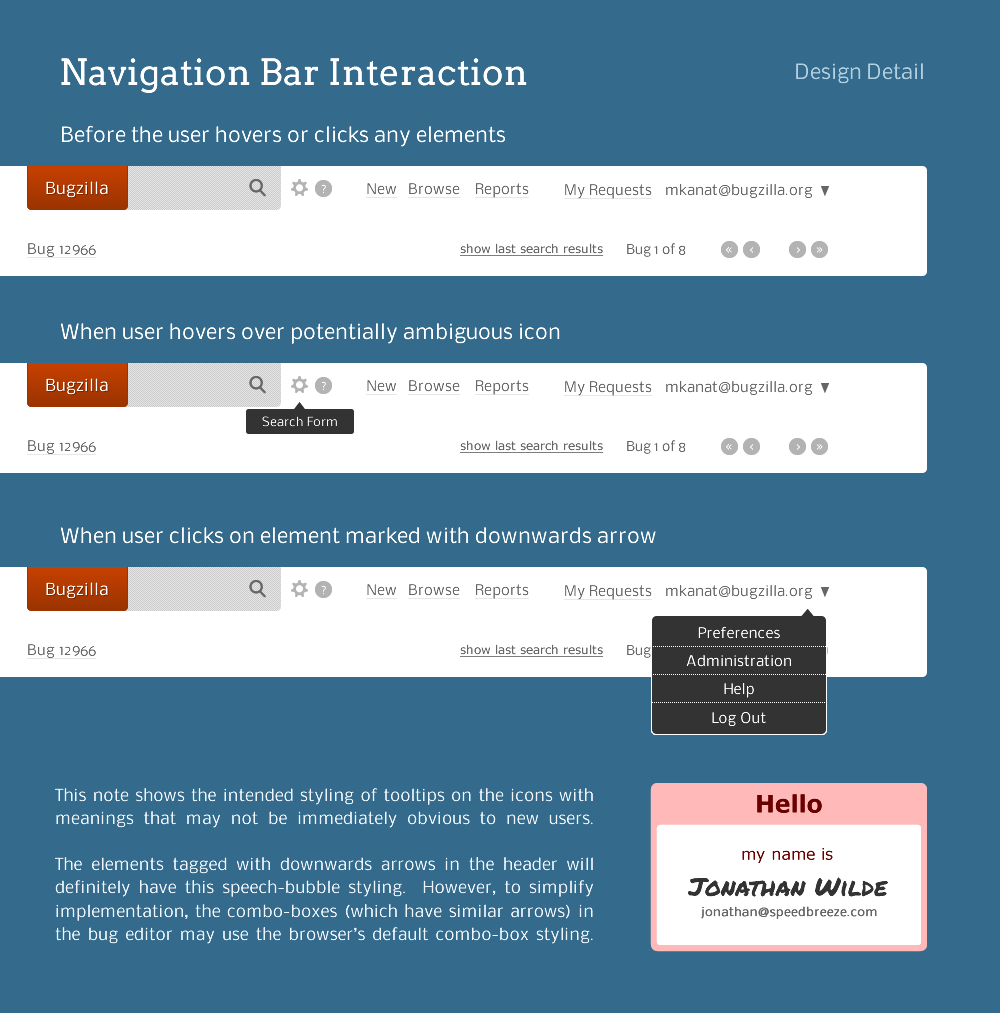 Navigation Bar Interaction
Design Detail
Before the user hovers or clicks any elements
Bugzilla ? New Browse Reports My Requests mkanat@bugzilla.org ▼
Bug 12966 show last search results Bug 1 of 8 « ‹ › »
When user hovers over potentially ambiguous icon
Bugzilla ? New Browse Reports My Requests mkanat@bugzilla.org ▼
Search Form
Bug 12966 show last search results Bug 1 of 8 « ‹ › »
When user clicks on element marked with downwards arrow
Bugzilla ? New Browse Reports My Requests mkanat@bugzilla.org ▼
Bug 12966 show last search results Bug
Preferences
Administration
Help
Log Out
This note shows the intended styling of tooltips on the icons with
meanings that may not be immediately obvious to new users.
The elements tagged with downwards arrows in the header will
definitely have this speech-bubble styling. However, to simplify
implementation, the combo-boxes (which have similar arrows) in
the bug editor may use the browser's default combo-box styling.
Hello
my name is
Jonathan Wilde
jonathan@speedbreeze.com